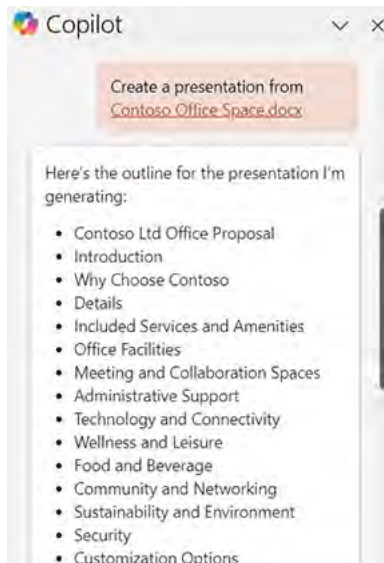 Copilot
Create a presentation from
Contoso Office Space.docx
Here's the outline for the presentation I'm
generating:
• Contoso Ltd Office Proposal
• Introduction
• Why Choose Contoso
• Details
• Included Services and Amenities
• Office Facilities
• Meeting and Collaboration Spaces
• Administrative Support
• Technology and Connectivity
• Wellness and Leisure
• Food and Beverage
• Community and Networking
• Sustainability and Environment
• Security
• Customization Options